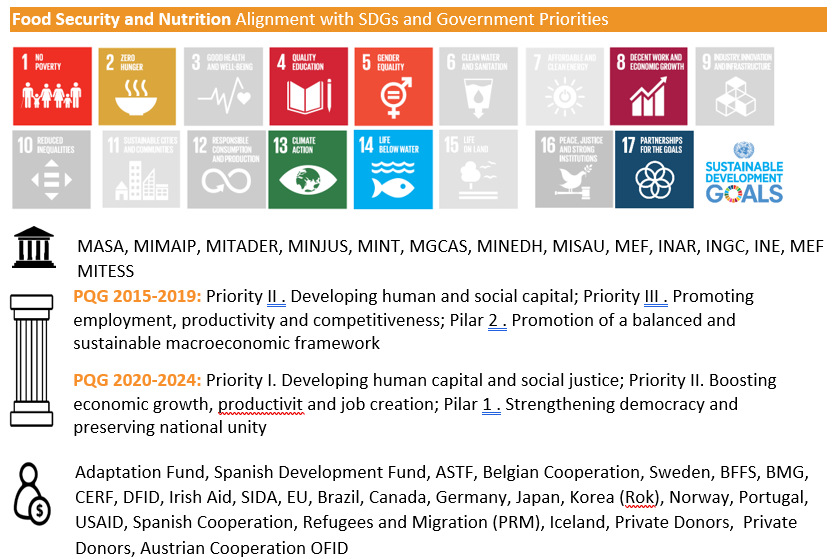 Food Security and Nutrition Alignment with SDGs and Government Priorities
1 NO POVERTY
2 ZERO HUNGER
3 GOOD HEALTH AND WELL-BEING
4 QUALITY EDUCATION
5 GENDER EQUALITY
6 CLEAN WATER AND SANITATION
7 AFFORDABLE AND CLEAN ENERGY
8 DECENT WORK AND ECONOMIC GROWTH
9 INDUSTRY, INNOVATION AND INFRASTRUCTURE
10 REDUCED INEQUALITIES
11 SUSTAINABLE CITIES AND COMMUNITIES
12 RESPONSIBLE CONSUMPTION AND PRODUCTION
13 CLIMATE ACTION
14 LIFE BELOW WATER
15 LIFE ON LAND
16 PEACE, JUSTICE AND STRONG INSTITUTIONS
17 PARTNERSHIPS FOR THE GOALS
SUSTAINABLE
DEVELOPMENT
GOALS
MASA, MIMAIP, MITADER, MINJUS, MINT, MGCAS, MINEDH, MISAU, MEF, INAR, INGC, INE, MEF
MITESS
PQG 2015-2019: Priority II . Developing human and social capital; Priority III . Promoting
employment, productivity and competitiveness; Pilar 2 . Promotion of a balanced and
sustainable macroeconomic framework
PQG 2020-2024: Priority I. Developing human capital and social justice; Priority II. Boosting
economic growth, productivit and job creation; Pilar 1 . Strengthening democracy and
preserving national unity
Adaptation Fund, Spanish Development Fund, ASTF, Belgian Cooperation, Sweden, BFFS, BMG,
CERF, DFID, Irish Aid, SIDA, EU, Brazil, Canada, Germany, Japan, Korea (Rok), Norway, Portugal,
USAID, Spanish Cooperation, Refugees and Migration (PRM), Iceland, Private Donors,  Private
Donors, Austrian Cooperation OFID